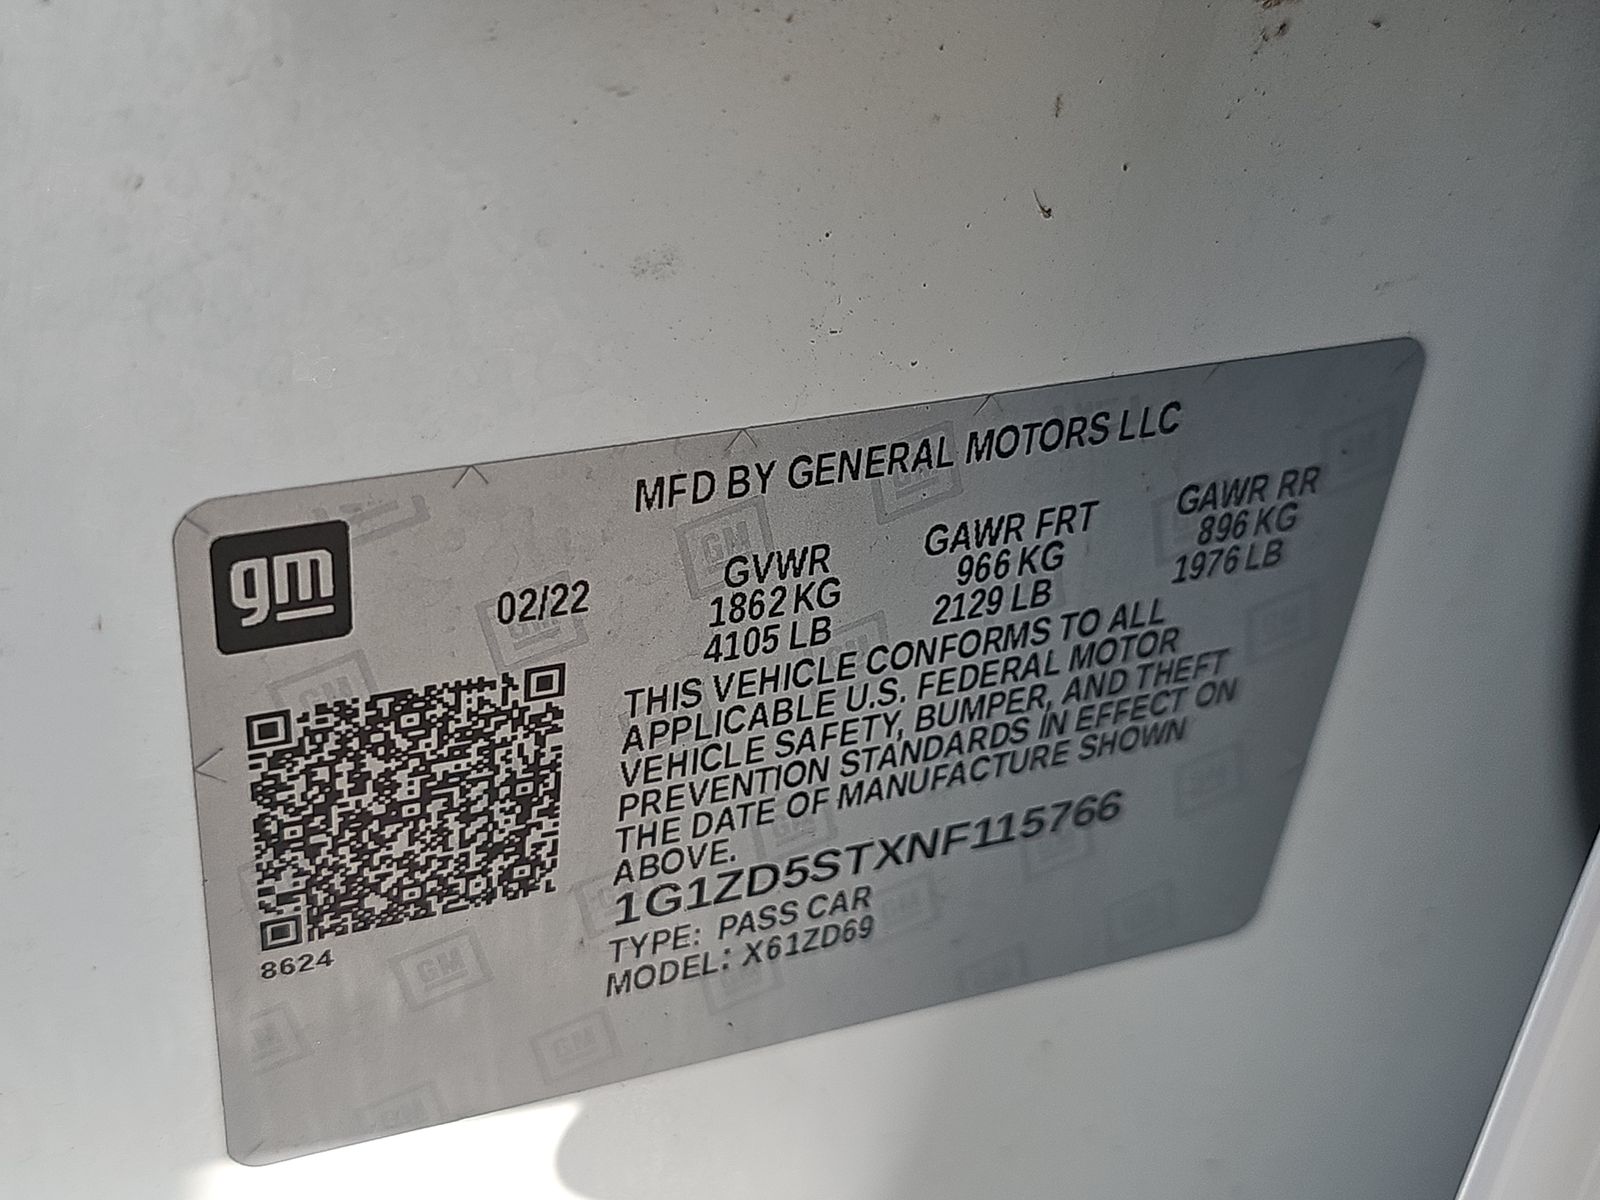 MFD BY GENERAL MOTORS LLC
gm
02/22
GVWR
1862 KG
4105 LB
GAWR FRT
966 KG
2129 LB
GAWR RR
896 KG
1976 LB
THIS VEHICLE CONFORMS TO ALL
APPLICABLE U.S. FEDERAL MOTOR
VEHICLE SAFETY, BUMPER, AND THEFT
PREVENTION STANDARDS IN EFFECT ON
THE DATE OF MANUFACTURE SHOWN
ABOVE.
1G1ZD5STXNF115766
TYPE: PASS CAR
MODEL: X61ZD69
8624